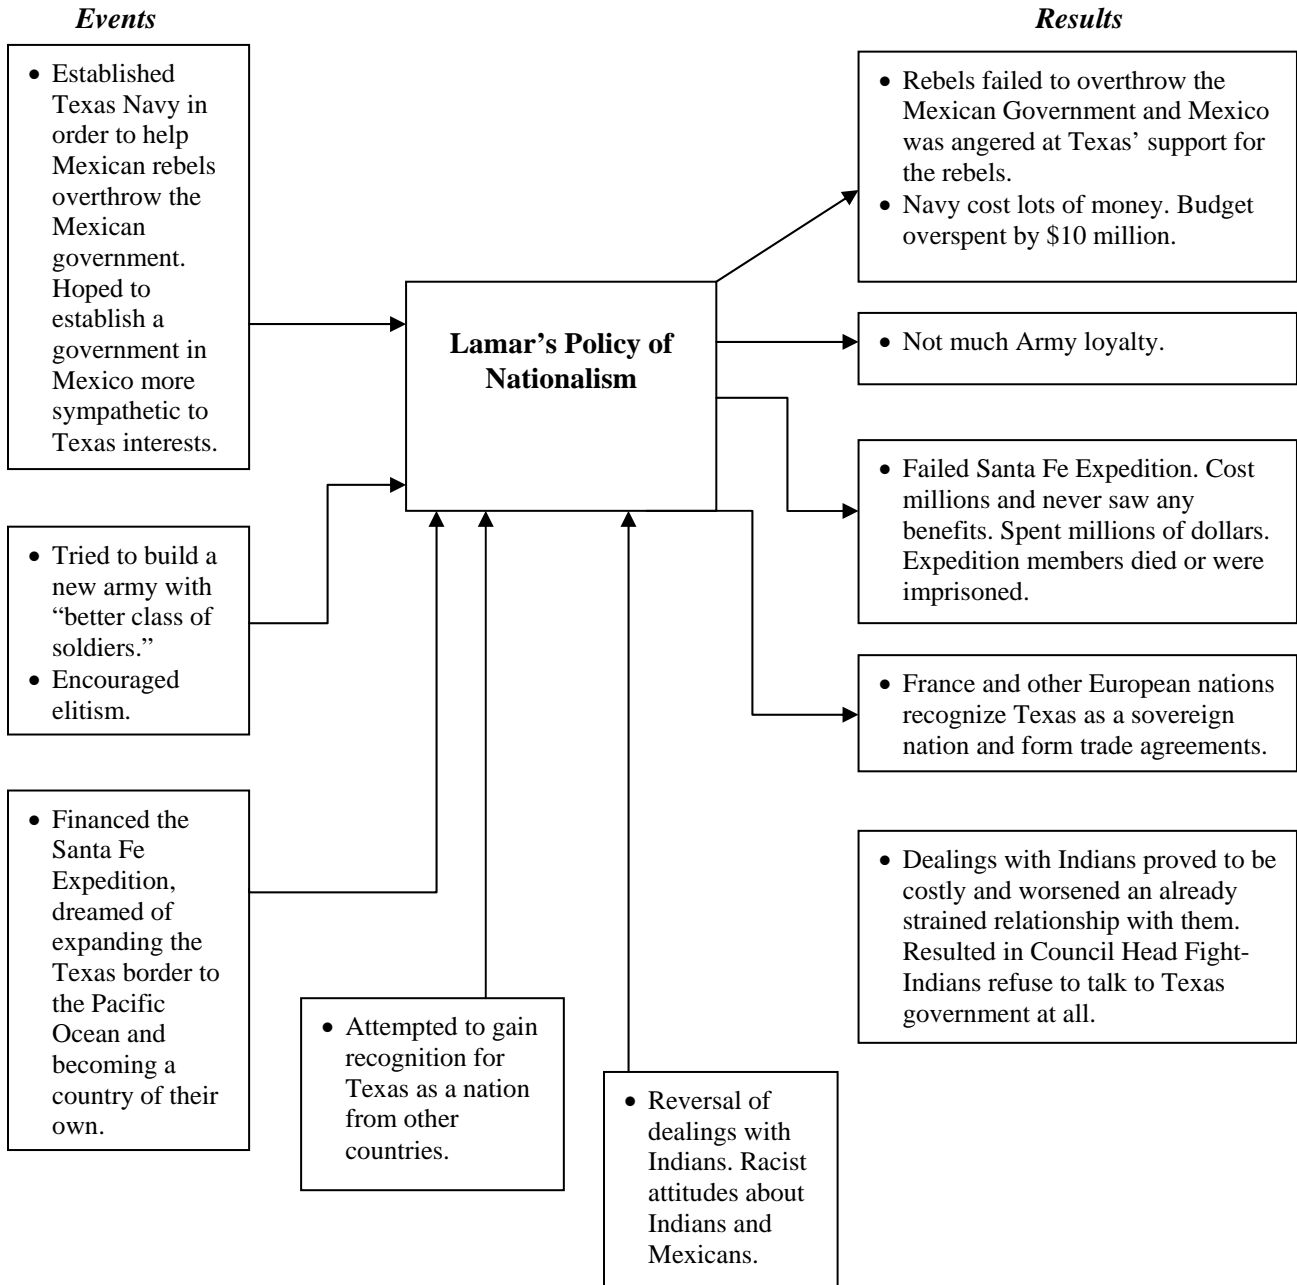 Events
Results
• Established
Texas Navy in
order to help
Mexican rebels
overthrow the
Mexican
government.
Hoped to
establish a
government in
Mexico more
sympathetic to
Texas interests.
• Tried to build a
new army with
“better class of
soldiers.”
• Encouraged
elitism.
• Financed the
Santa Fe
Expedition,
dreamed of
expanding the
Texas border to
the Pacific
Ocean and
becoming a
country of their
own.
• Attempted to gain
recognition for
Texas as a nation
from other
countries.
• Reversal of
dealings with
Indians. Racist
attitudes about
Indians and
Mexicans.
Lamar’s Policy of
Nationalism
• Rebels failed to overthrow the
Mexican Government and Mexico
was angered at Texas’ support for
the rebels.
• Navy cost lots of money. Budget
overspent by $10 million.
• Not much Army loyalty.
• Failed Santa Fe Expedition. Cost
millions and never saw any
benefits. Spent millions of dollars.
Expedition members died or were
imprisoned.
• France and other European nations
recognize Texas as a sovereign
nation and form trade agreements.
• Dealings with Indians proved to be
costly and worsened an already
strained relationship with them.
Resulted in Council Head Fight-
Indians refuse to talk to Texas
government at all.